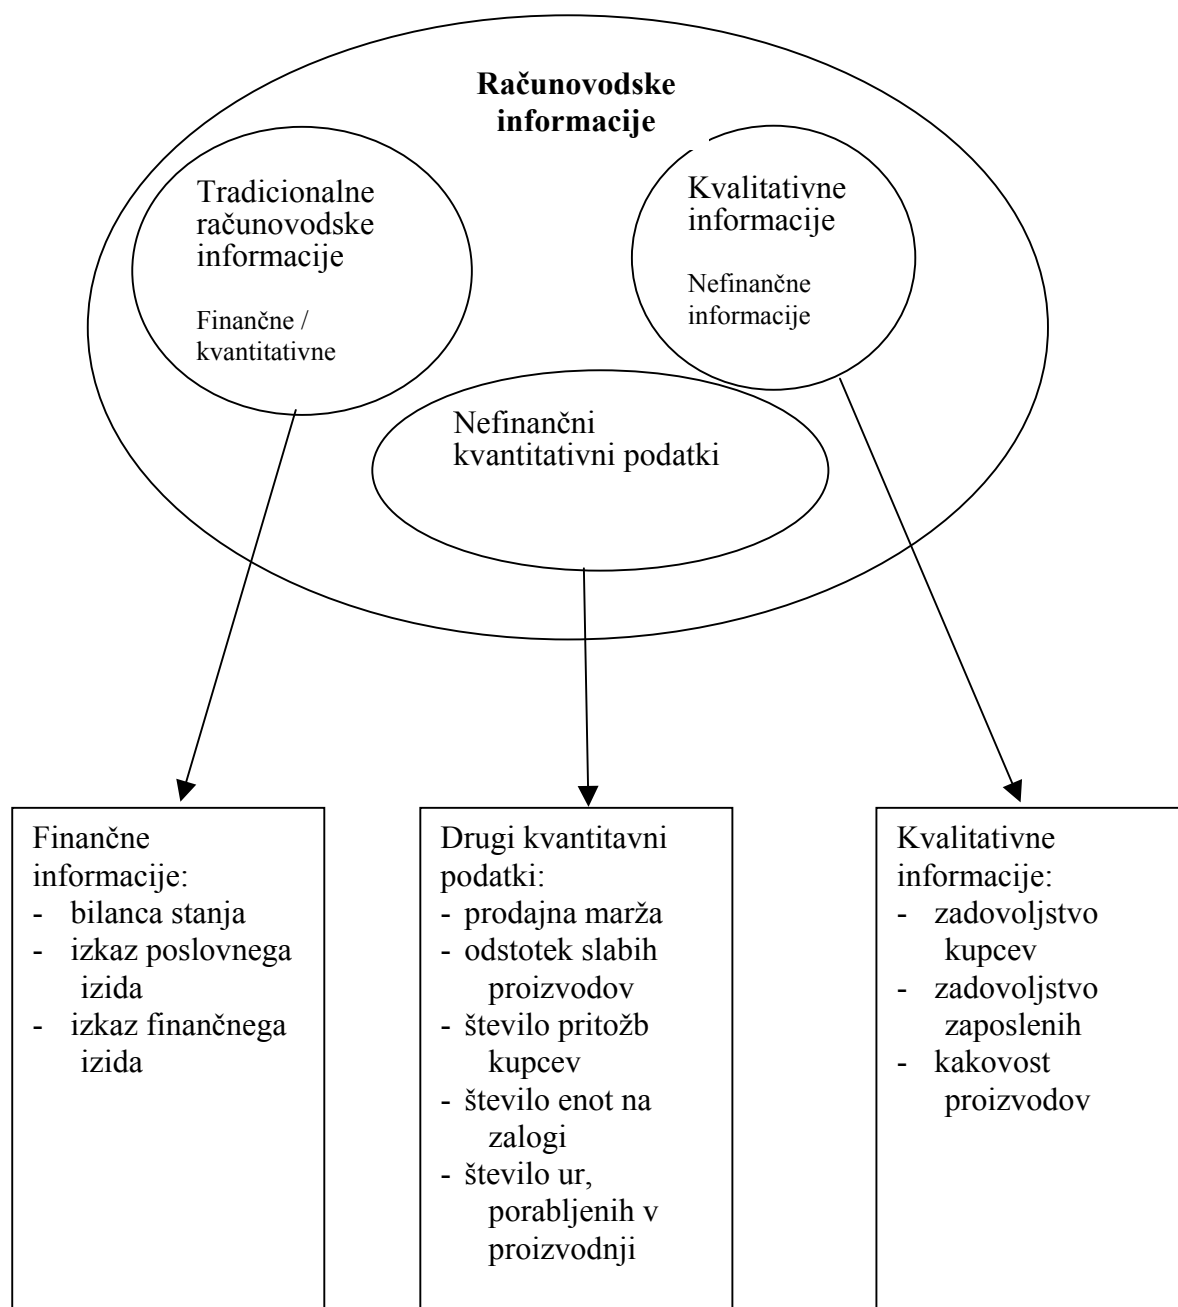 Računovodske
informacije
Tradicionalne
računovodske
informacije
Finančne /
kvantitativne
Kvalitativne
informacije
Nefinančne
informacije
Nefinančni
kvantitativni podatki
Finančne
informacije:
- bilanca stanja
- izkaz poslovnega
izida
- izkaz finančnega
izida
Drugi kvantitavni
podatki:
- prodajna marža
- odstotek slabih
proizvodov
- število pritožb
kupcev
- število enot na
zalogi
- število ur,
porabljenih v
proizvodnji
Kvalitativne
informacije:
- zadovoljstvo
kupcev
- zadovoljstvo
zaposlenih
- kakovost
proizvodov